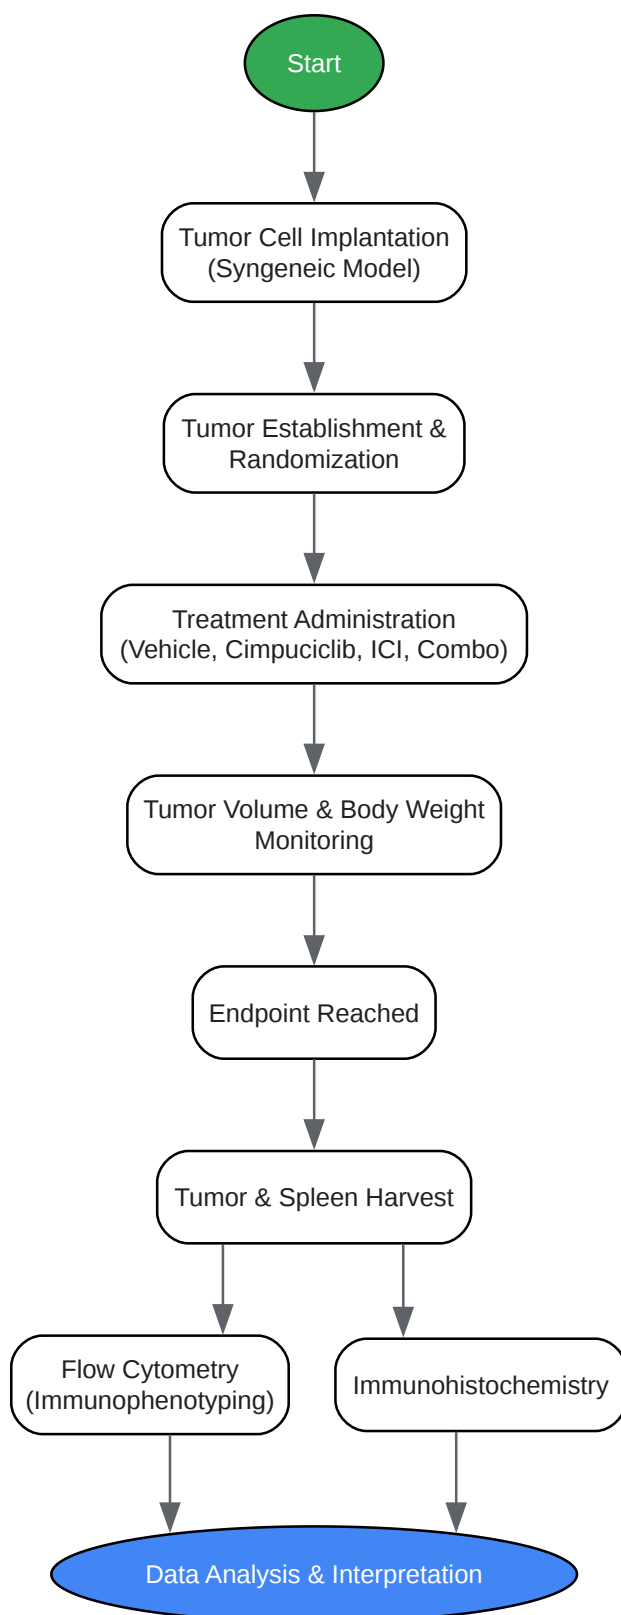 Start
Tumor Cell Implantation
(Syngeneic Model)
Tumor Establishment &
Randomization
Treatment Administration
(Vehicle, Cimpuciclib, ICI, Combo)
Tumor Volume & Body Weight
Monitoring
Endpoint Reached
Tumor & Spleen Harvest
Flow Cytometry
(Immunophenotyping)
Immunohistochemistry
Data Analysis & Interpretation